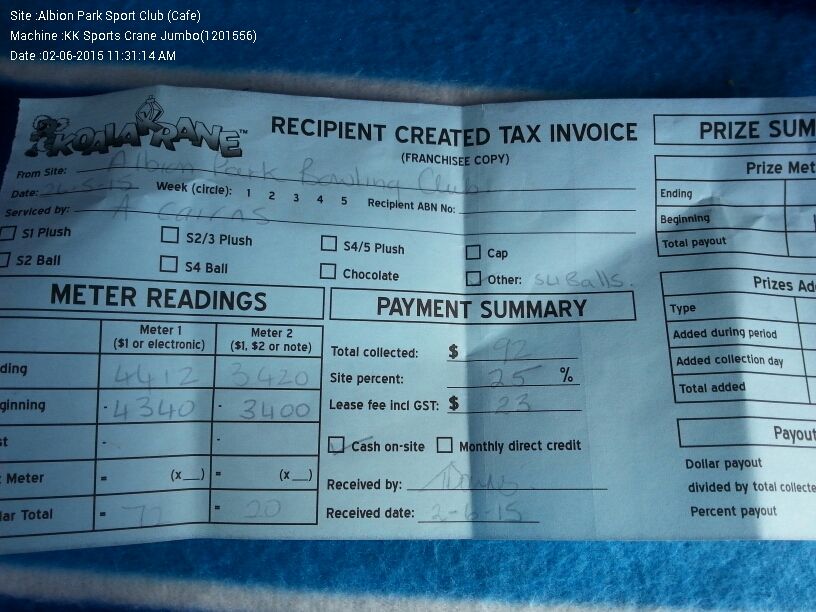 Site :Albion Park Sport Club (Cafe)
Machine :KK Sports Crane Jumbo(1201556)
Date :02-06-2015 11:31:14 AM
KOALA KRANE™
RECIPIENT CREATED TAX INVOICE
(FRANCHISEE COPY)
From Site: Albion Park Bowling Club
Date: 26-5-15 Week (circle): 1 2 3 4 5 Recipient ABN No:
Serviced by: A Cairns
S1 Plush S2/3 Plush S4/5 Plush Cap
S2 Ball S4 Ball Chocolate Other: S4 Balls.
METER READINGS
Meter 1 ($1 or electronic) Meter 2 ($1, $2 or note)
ding 4412 3420
ginning - 4340 - 3400
st - -
Meter = (x__) = (x__)
lar Total = 72 = 20
PAYMENT SUMMARY
Total collected: $ 92
Site percent: 25 %
Lease fee incl GST: $ 23
Cash on-site Monthly direct credit
Received by:
Received date: 2-6-15
PRIZE SUM
Prize Met
Ending
Beginning
Total payout
Prizes Ad
Type
Added during period
Added collection day
Total added
Payou
Dollar payout
divided by total collecte
Percent payout